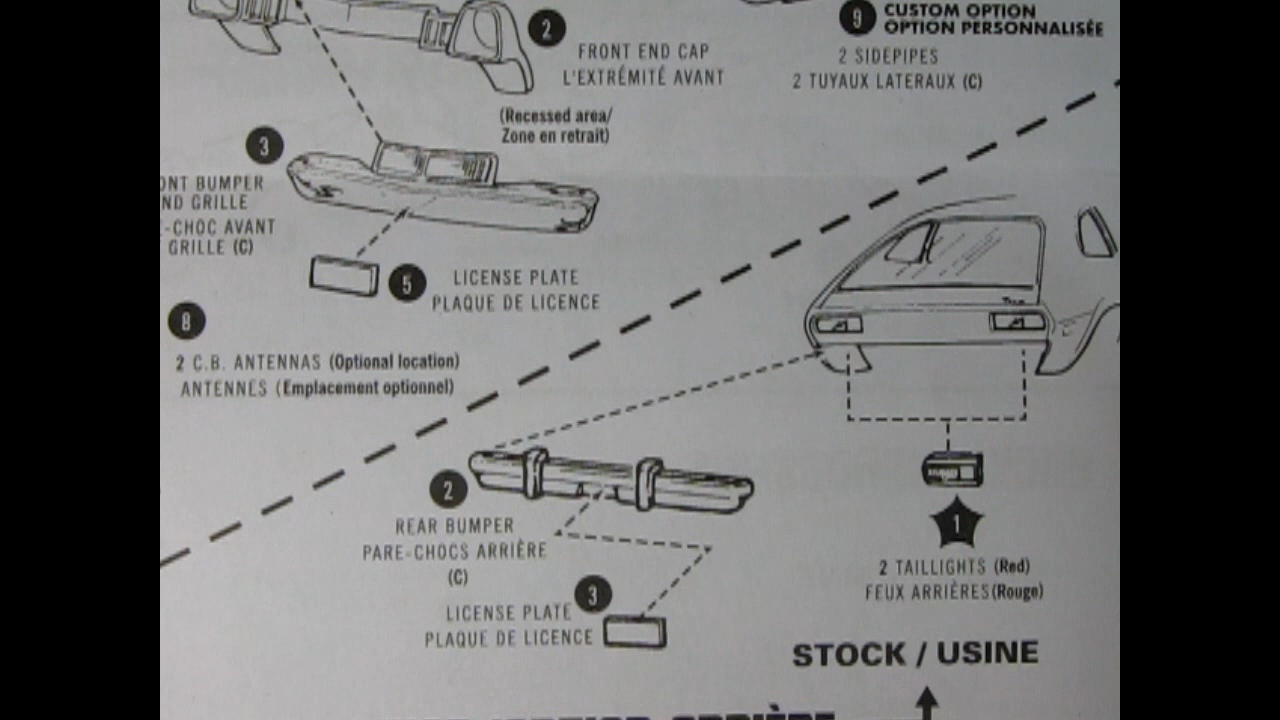 9 CUSTOM OPTION
OPTION PERSONNALISÉE
2 SIDEPIPES
2 TUYAUX LATERAUX (C)
2 FRONT END CAP
L'EXTRÉMITÉ AVANT
(Recessed area/
Zone en retrait)
3
ONT BUMPER
ND GRILLE
-CHOC AVANT
GRILLE (C)
5 LICENSE PLATE
PLAQUE DE LICENCE
8
2 C.B. ANTENNAS (Optional location)
ANTENNES (Emplacement optionnel)
2
REAR BUMPER
PARE-CHOCS ARRIÈRE
(C)
3
LICENSE PLATE
PLAQUE DE LICENCE
1
2 TAILLIGHTS (Red)
FEUX ARRIÈRES (Rouge)
STOCK / USINE
ARRIÈRE